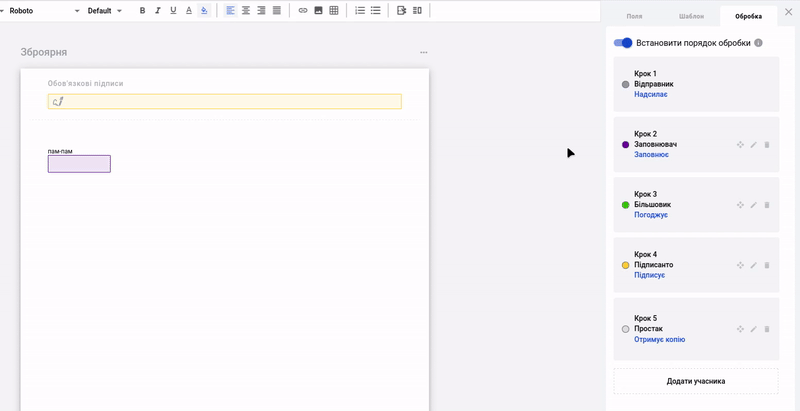 Roboto
Default
B I U A
Поля
Шаблон
Обробка
Встановити порядок обробки
Зброярня
Обов'язкові підписи
пам-пам
Крок 1
Відправник
Надсилає
Крок 2
Заповнювач
Заповнює
Крок 3
Більшовик
Погоджує
Крок 4
Підписанто
Підписує
Крок 5
Простак
Отримує копію
Додати учасника